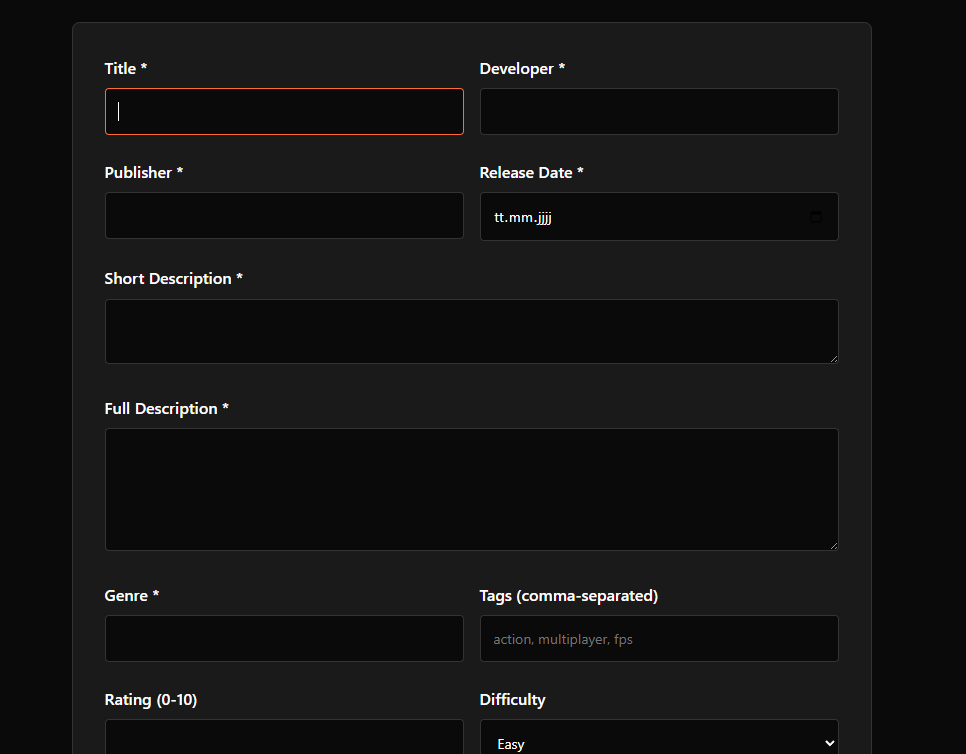 Title *
Developer *
Publisher *
Release Date *
tt.mm.jjjj
Short Description *
Full Description *
Genre *
Tags (comma-separated)
action, multiplayer, fps
Rating (0-10)
Difficulty
Easy